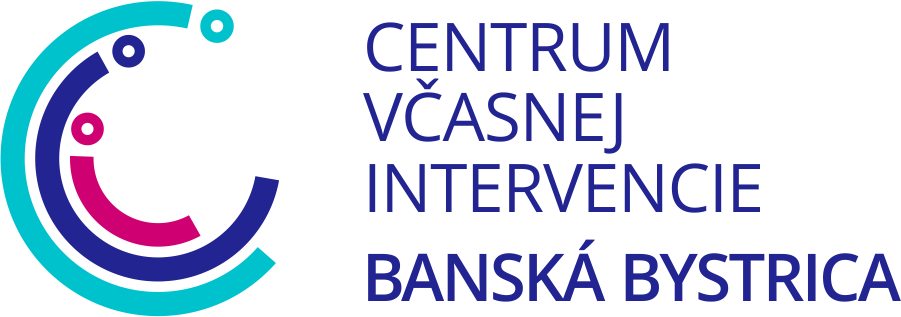 CENTRUM
VČASNEJ
INTERVENCIE
BANSKÁ BYSTRICA